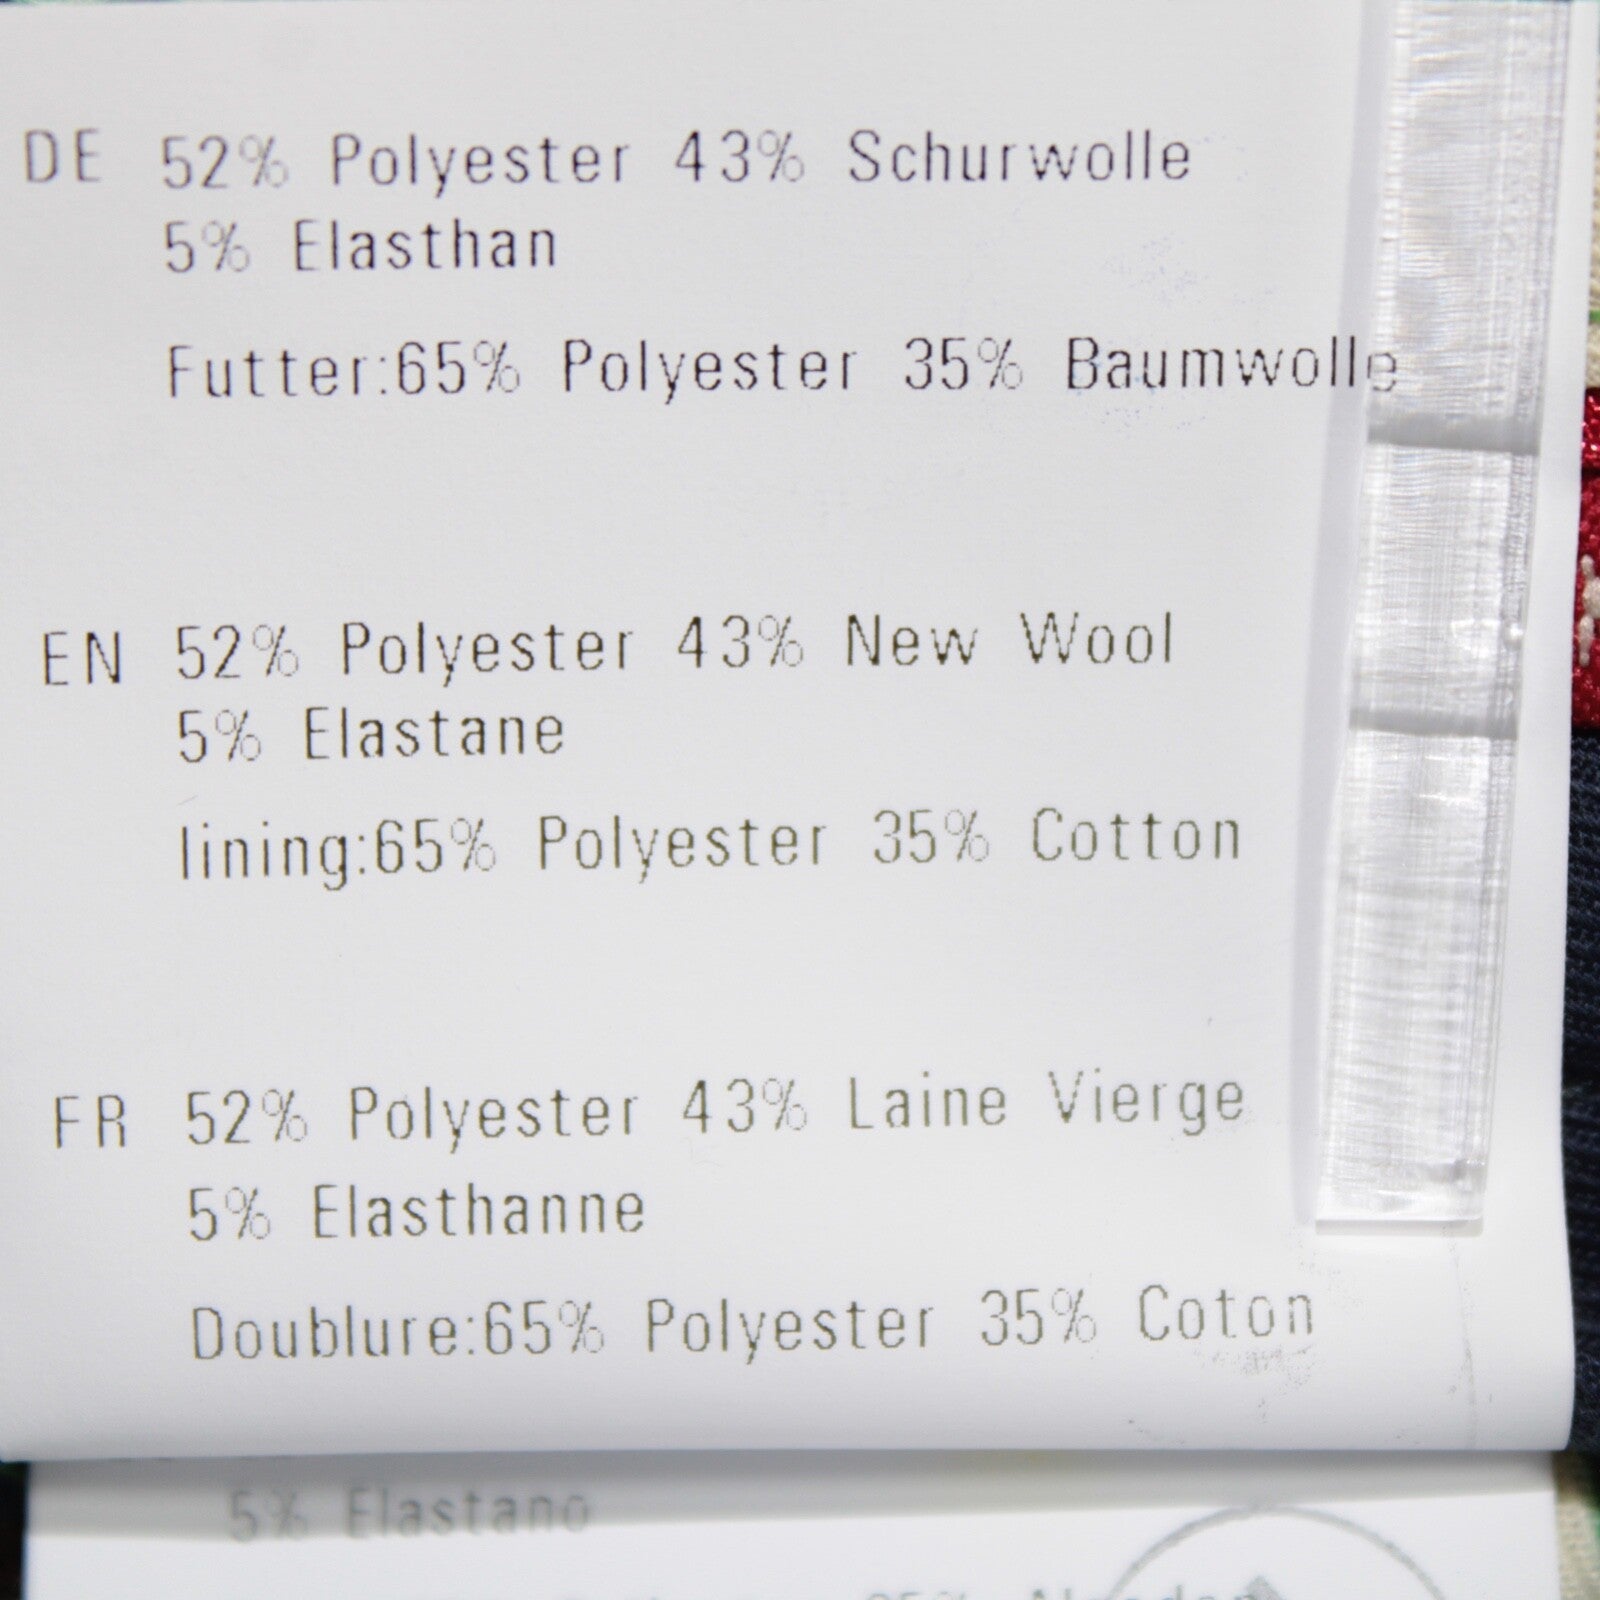 DE 52% Polyester 43% Schurwolle
5% Elasthan
Futter:65% Polyester 35% Baumwolle
EN 52% Polyester 43% New Wool
5% Elastane
lining:65% Polyester 35% Cotton
FR 52% Polyester 43% Laine Vierge
5% Elasthanne
Doublure:65% Polyester 35% Coton
5% Elastano